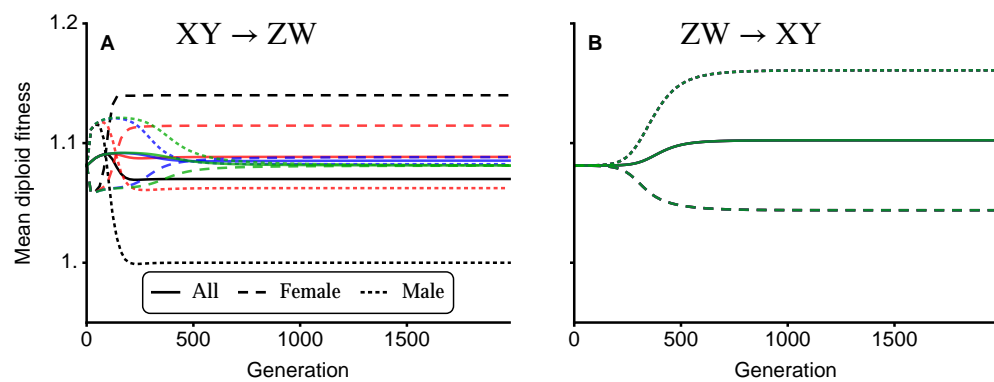 1.2
A
XY → ZW
B
ZW → XY
1.1
1.
Mean diploid fitness
All
Female
Male
0
500
1000
1500
0
500
1000
1500
Generation
Generation